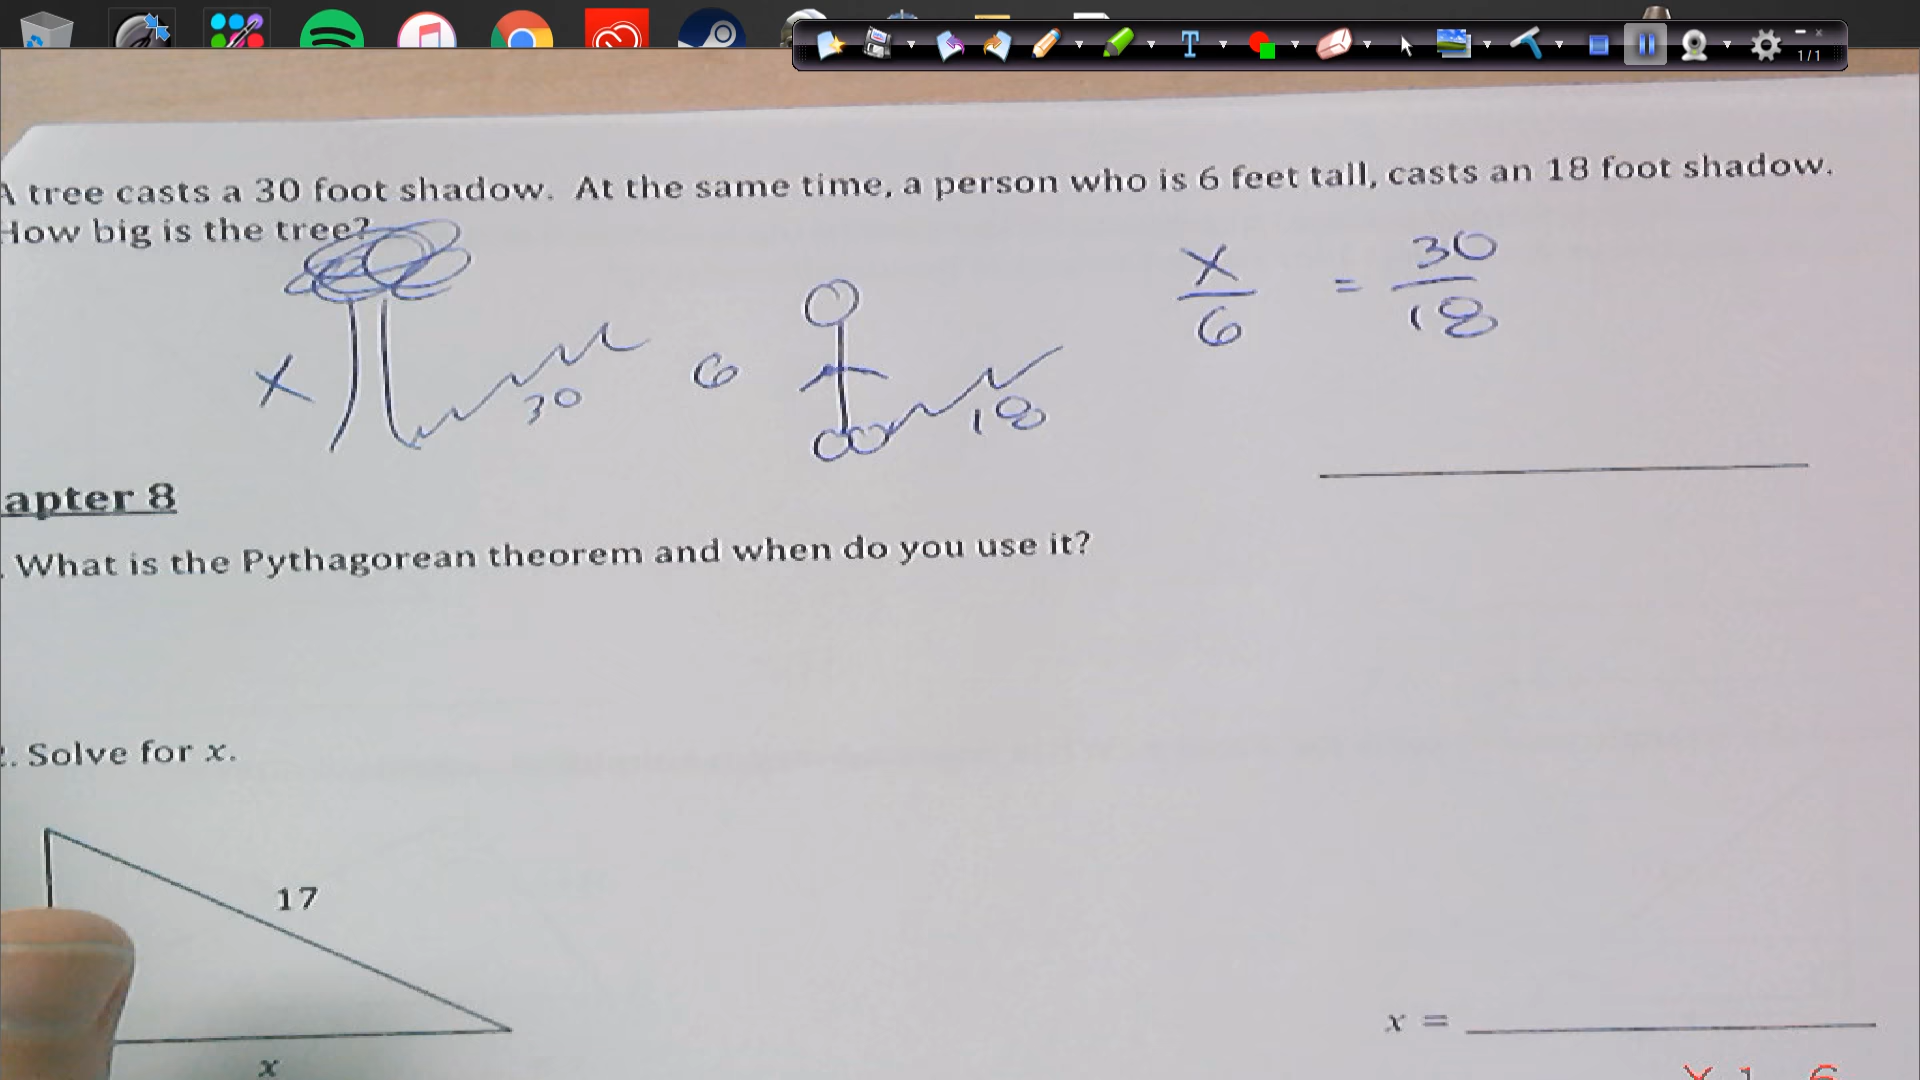 1/1
A tree casts a 30 foot shadow. At the same time, a person who is 6 feet tall, casts an 18 foot shadow.
How big is the tree?
X 30 6 18
X/6 = 30/18
apter 8
. What is the Pythagorean theorem and when do you use it?
. Solve for x.
17
x
x =